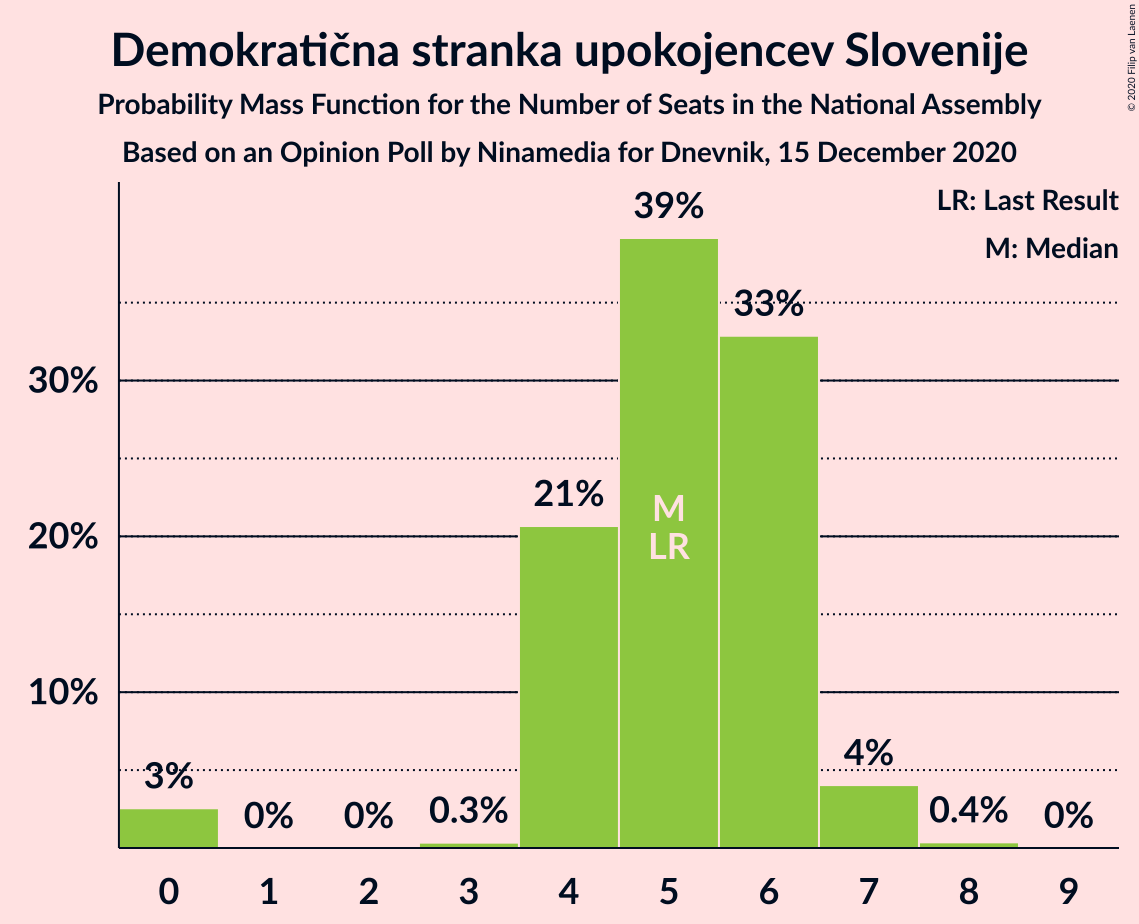 Demokratična stranka upokojencev Slovenije
Probability Mass Function for the Number of Seats in the National Assembly
Based on an Opinion Poll by Ninamedia for Dnevnik, 15 December 2020
© 2020 Filip van Laenen
LR: Last Result
M: Median
39%
33%
30%
21%
M
LR
20%
10%
3%
0%
0%
0.3%
4%
0.4%
0%
0 1 2 3 4 5 6 7 8 9